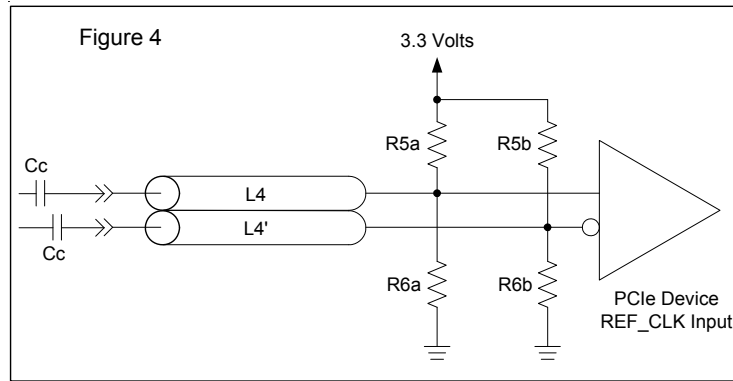 Figure 4
3.3 Volts
R5a
R5b
Cc
L4
L4'
Cc
R6a
R6b
PCIe Device
REF_CLK Input